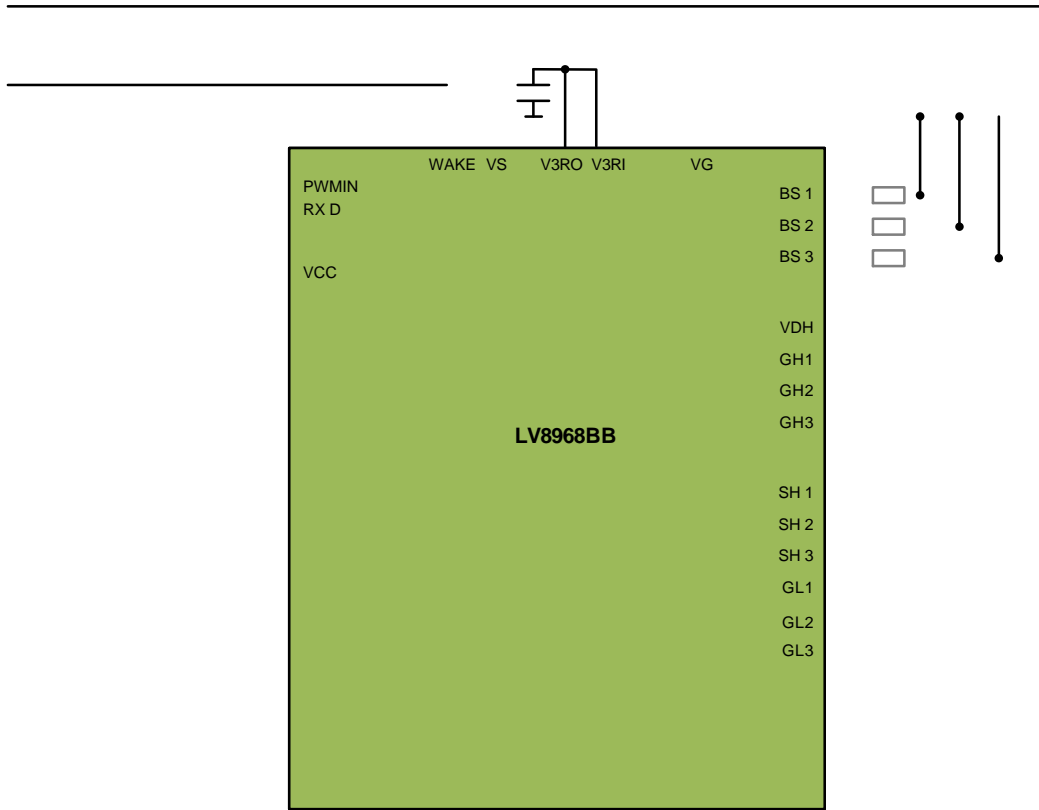 WAKE VS V3RO V3RI VG
PWMIN
RX D
BS 1
BS 2
BS 3
VCC
VDH
GH1
GH2
GH3
LV8968BB
SH 1
SH 2
SH 3
GL1
GL2
GL3